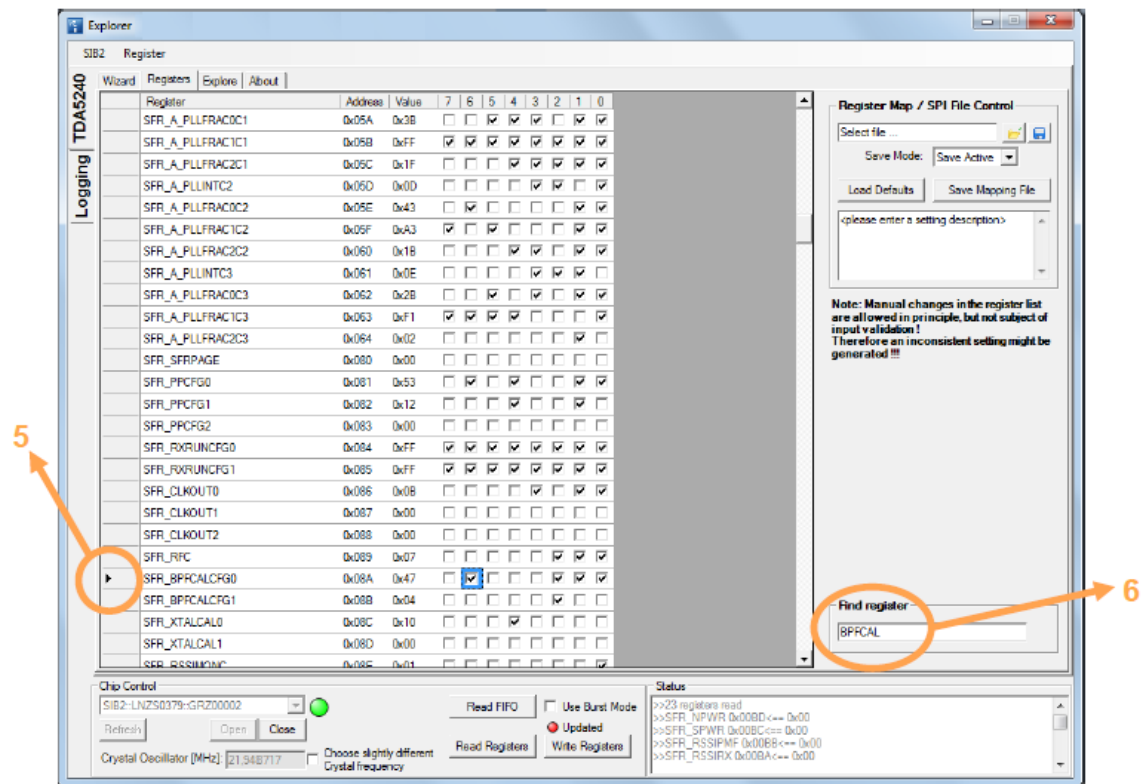 Explorer
SIB2 Register
TDA5240
Logging
Wizard Registers Explore About
Register Address Value 7 6 5 4 3 2 1 0
SFR_A_PLLFRAC0C1 0x05A 0x3B
SFR_A_PLLFRAC1C1 0x05B 0xFF
SFR_A_PLLFRAC2C1 0x05C 0x1F
SFR_A_PLLINTC2 0x05D 0x0D
SFR_A_PLLFRAC0C2 0x05E 0x43
SFR_A_PLLFRAC1C2 0x05F 0xA3
SFR_A_PLLFRAC2C2 0x060 0x1B
SFR_A_PLLINTC3 0x061 0x0E
SFR_A_PLLFRAC0C3 0x062 0x2B
SFR_A_PLLFRAC1C3 0x063 0xF1
SFR_A_PLLFRAC2C3 0x064 0x02
SFR_SFRPAGE 0x080 0x00
SFR_PPCFG0 0x081 0x53
SFR_PPCFG1 0x082 0x12
SFR_PPCFG2 0x083 0x00
SFR_RXRUNCFG0 0x084 0xFF
SFR_RXRUNCFG1 0x085 0xFF
SFR_CLKOUT0 0x086 0x0B
SFR_CLKOUT1 0x087 0x00
SFR_CLKOUT2 0x088 0x00
SFR_RFC 0x089 0x07
SFR_BPFCALCFG0 0x08A 0x47
SFR_BPFCALCFG1 0x08B 0x04
SFR_XTALCAL0 0x08C 0x10
SFR_XTALCAL1 0x08D 0x00
SFR_RSSIMONC 0x08E 0x01
5
Register Map / SPI File Control
Select file ...
Save Mode: Save Active
Load Defaults Save Mapping File
<please enter a setting description>
Note: Manual changes in the register list
are allowed in principle, but not subject of
input validation !
Therefore an inconsistent setting might be
generated !!!
Find register
BPFCAL
6
Chip Control
SIB2::LNZS0379::GRZ00002
Refresh Open Close
Crystal Oscillator [MHz]: 21,948717
Choose slightly different
Crystal frequency
Read FIFO Use Burst Mode
Updated
Read Registers Write Registers
Status
>>23 registers read
>>SFR_NPWR 0x00BD<== 0x00
>>SFR_SPWR 0x00BC<== 0x00
>>SFR_RSSIPMF 0x00BB<== 0x00
>>SFR_RSSIRX 0x00BA<== 0x00